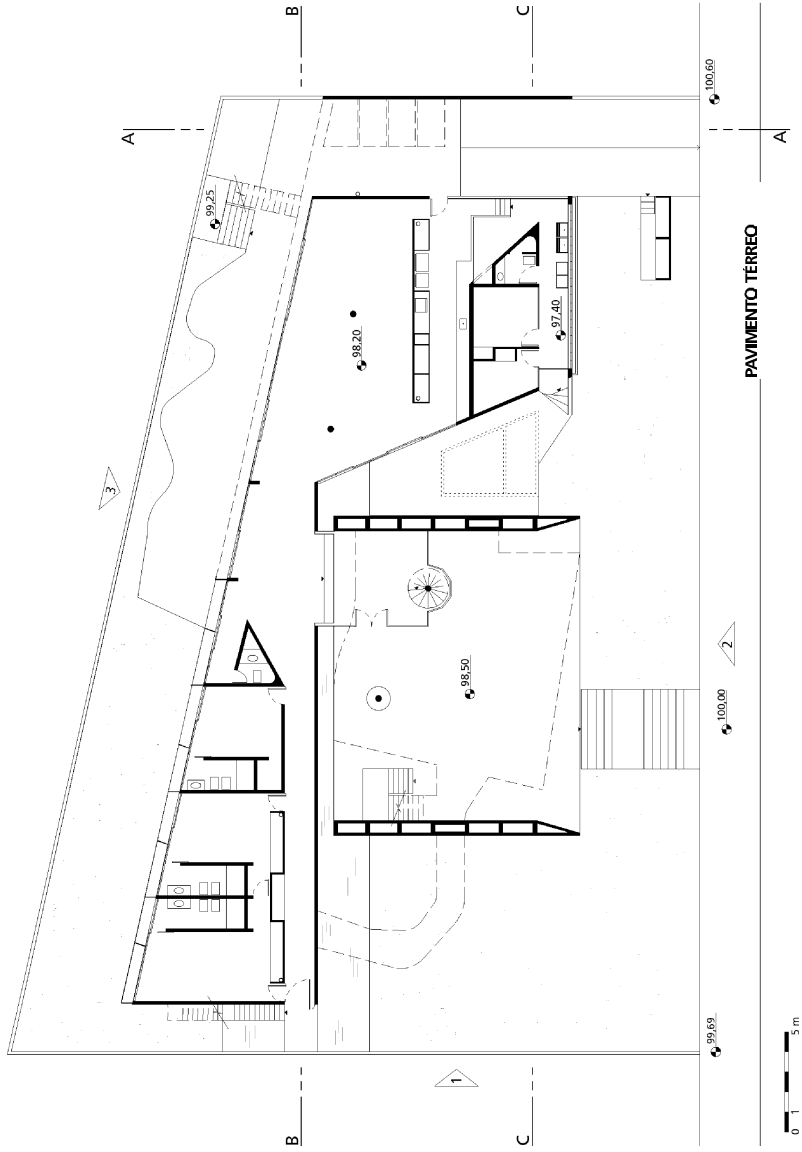 B
C
100,60
A
A
99,25
98,20
97,40
PAVIMENTO TÉRREO
3
2
98,50
100,00
99,69
1
B
C
0 1 5 m